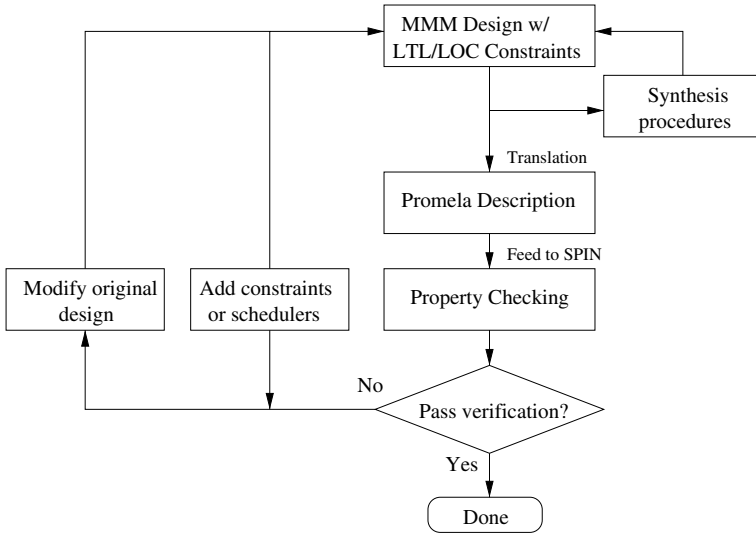 MMM Design w/
LTL/LOC Constraints
Synthesis
procedures
Translation
Promela Description
Feed to SPIN
Modify original
design
Add constraints
or schedulers
Property Checking
No
Pass verification?
Yes
Done